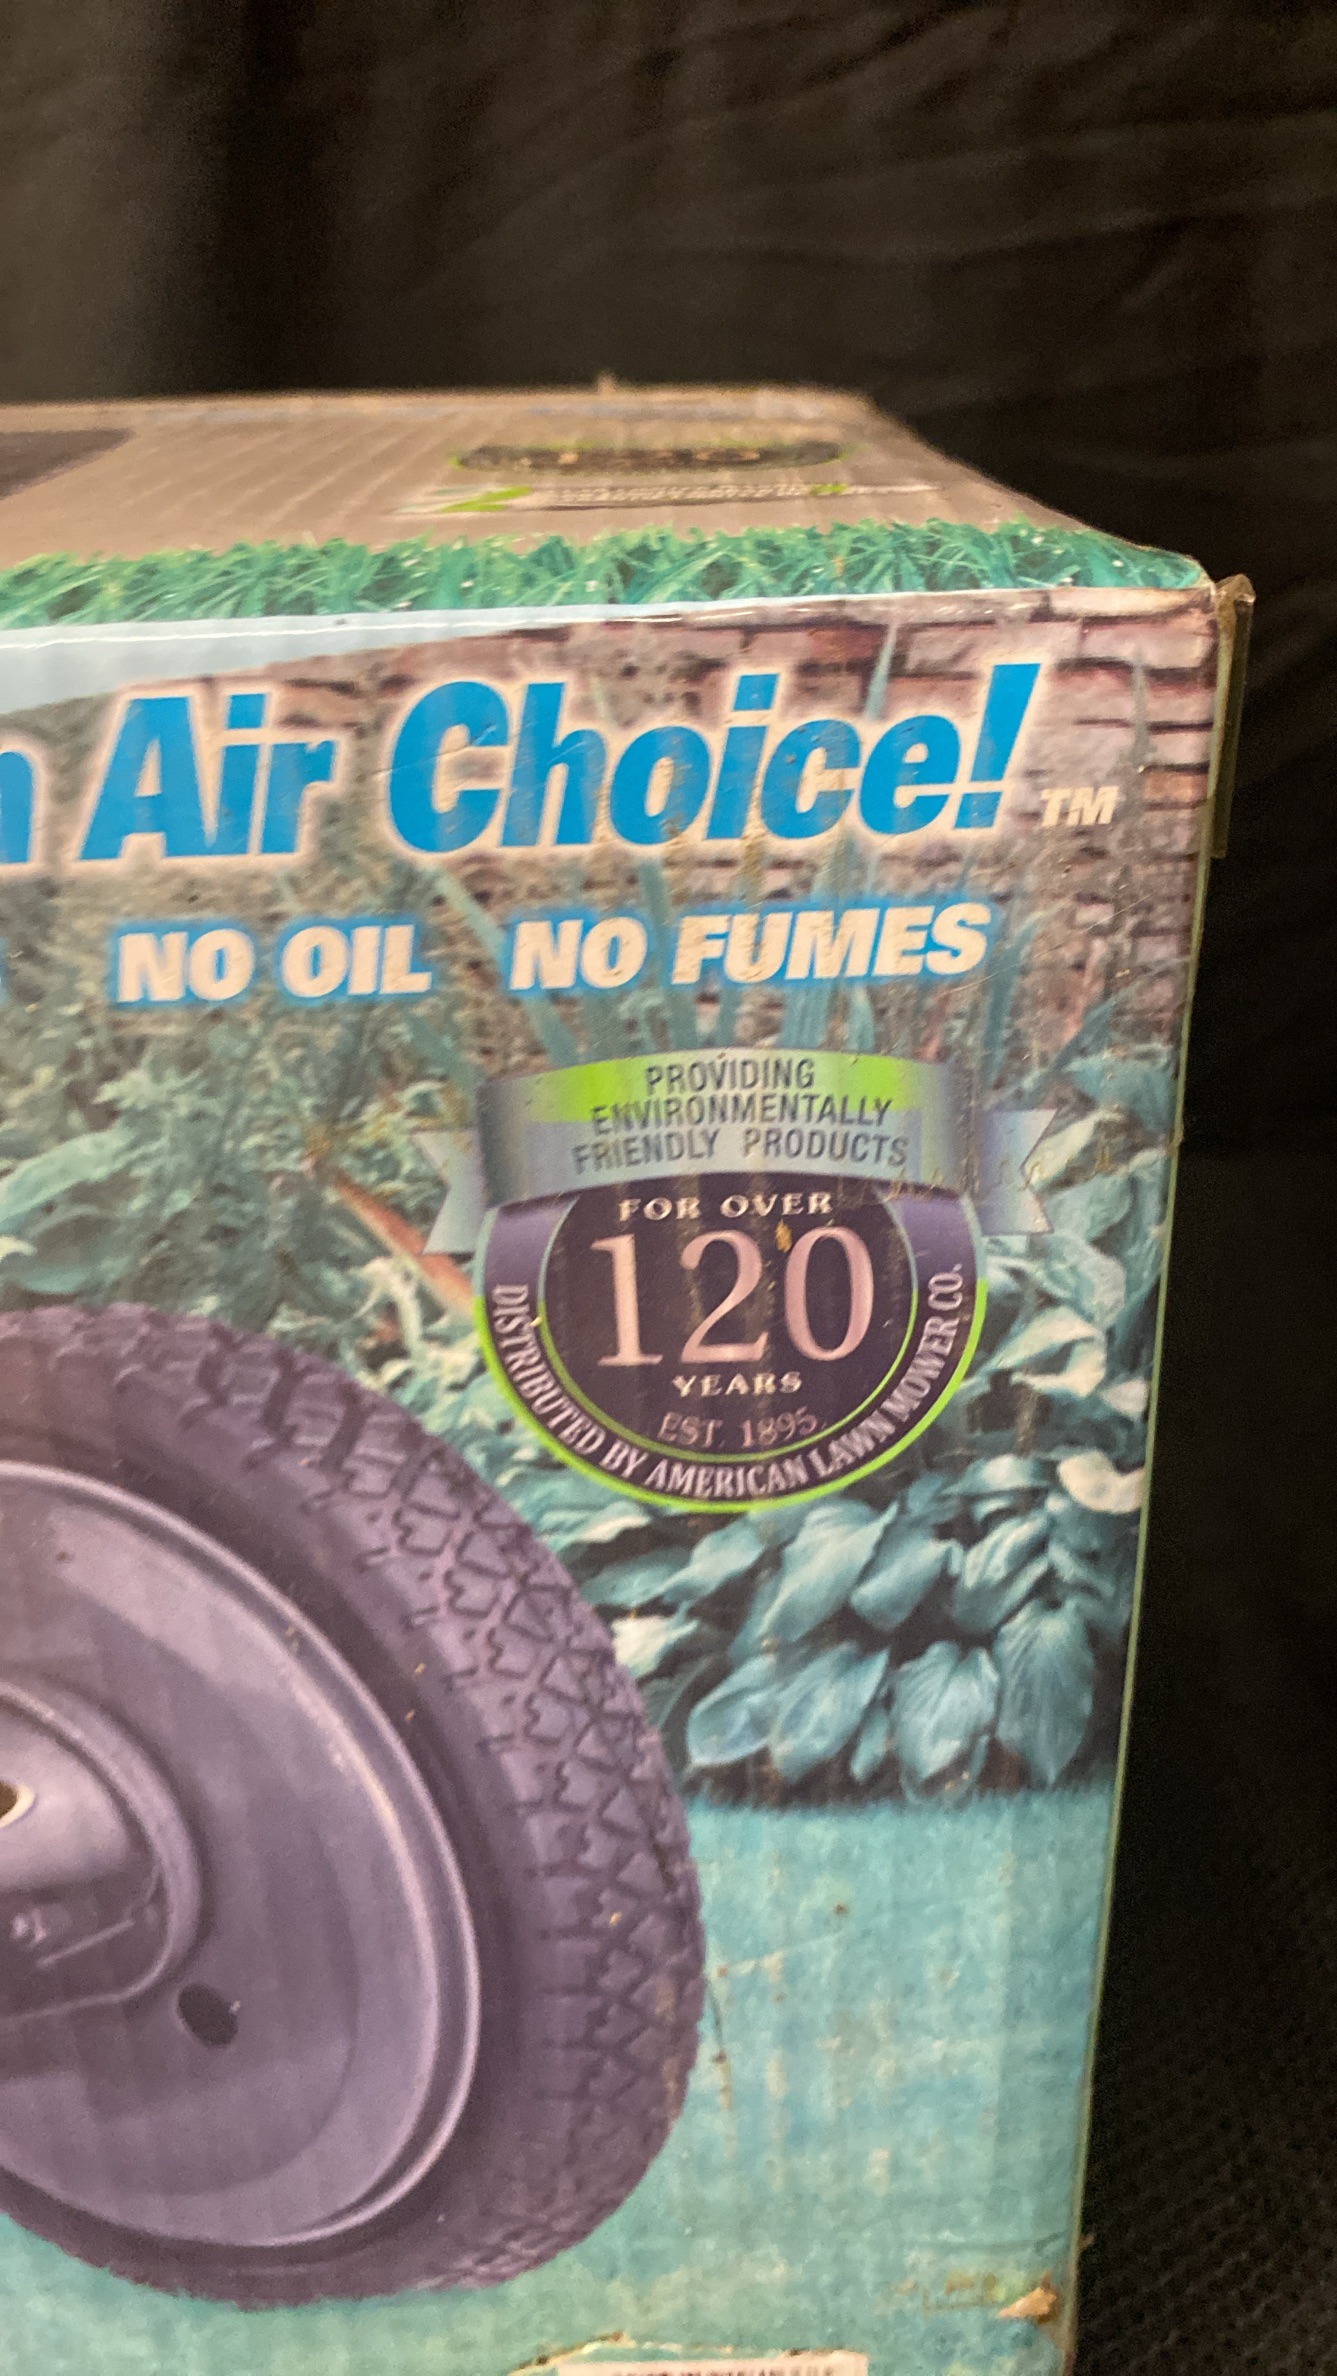 Air Choice!™
NO OIL NO FUMES
PROVIDING
ENVIRONMENTALLY
FRIENDLY PRODUCTS
FOR OVER
120
YEARS
EST. 1895
DISTRIBUTED BY AMERICAN LAWN MOWER CO.